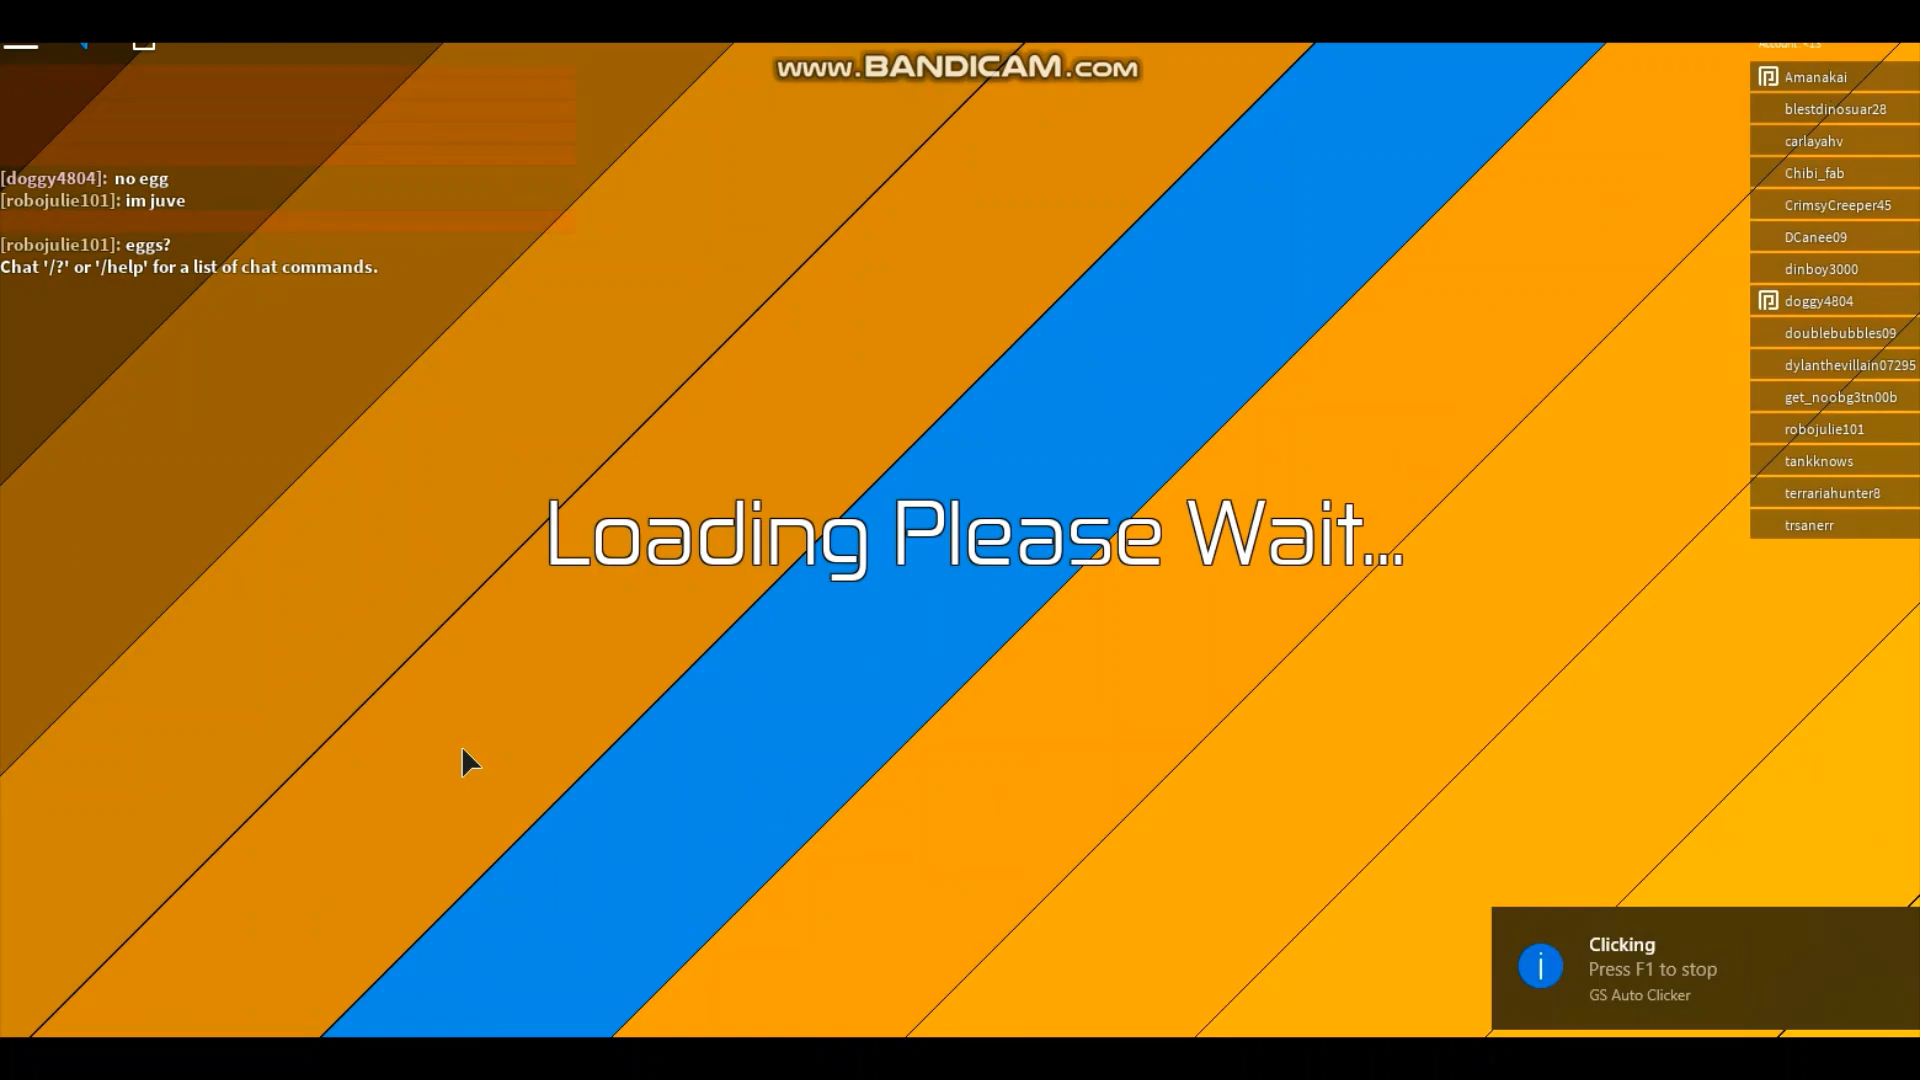 www.BANDICAM.com
Account: <13
Amanakai
blestdinosuar28
carlayahv
Chibi_fab
CrimsyCreeper45
DCanee09
dinboy3000
doggy4804
doublebubbles09
dylanthevillain07295
get_noobg3tn00b
robojulie101
tankknows
terrariahunter8
trsanerr
[doggy4804]: no egg
[robojulie101]: im juve
[robojulie101]: eggs?
Chat '/?' or '/help' for a list of chat commands.
Loading Please Wait...
Clicking
Press F1 to stop
GS Auto Clicker